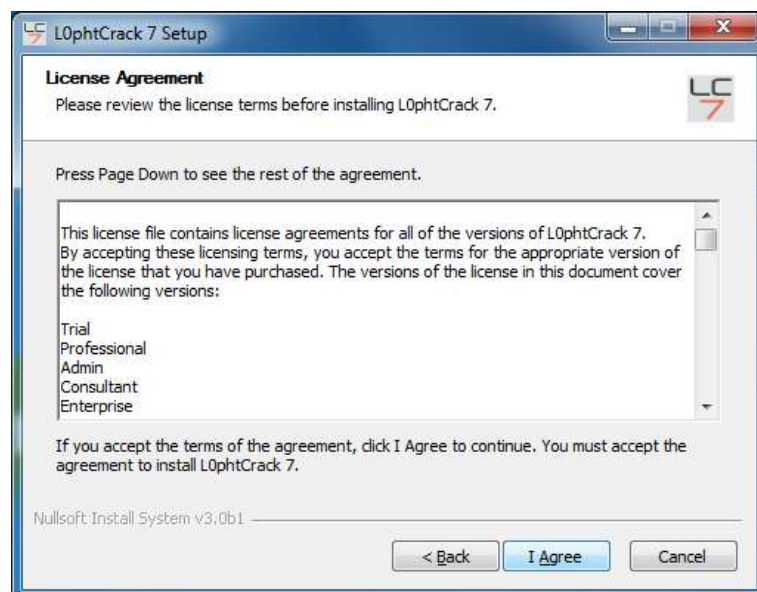 L0phtCrack 7 Setup
License Agreement
Please review the license terms before installing L0phtCrack 7.
LC
7
Press Page Down to see the rest of the agreement.
This license file contains license agreements for all of the versions of L0phtCrack 7.
By accepting these licensing terms, you accept the terms for the appropriate version of
the license that you have purchased. The versions of the license in this document cover
the following versions:
Trial
Professional
Admin
Consultant
Enterprise
If you accept the terms of the agreement, click I Agree to continue. You must accept the
agreement to install L0phtCrack 7.
Nullsoft Install System v3.0b1
< Back I Agree Cancel